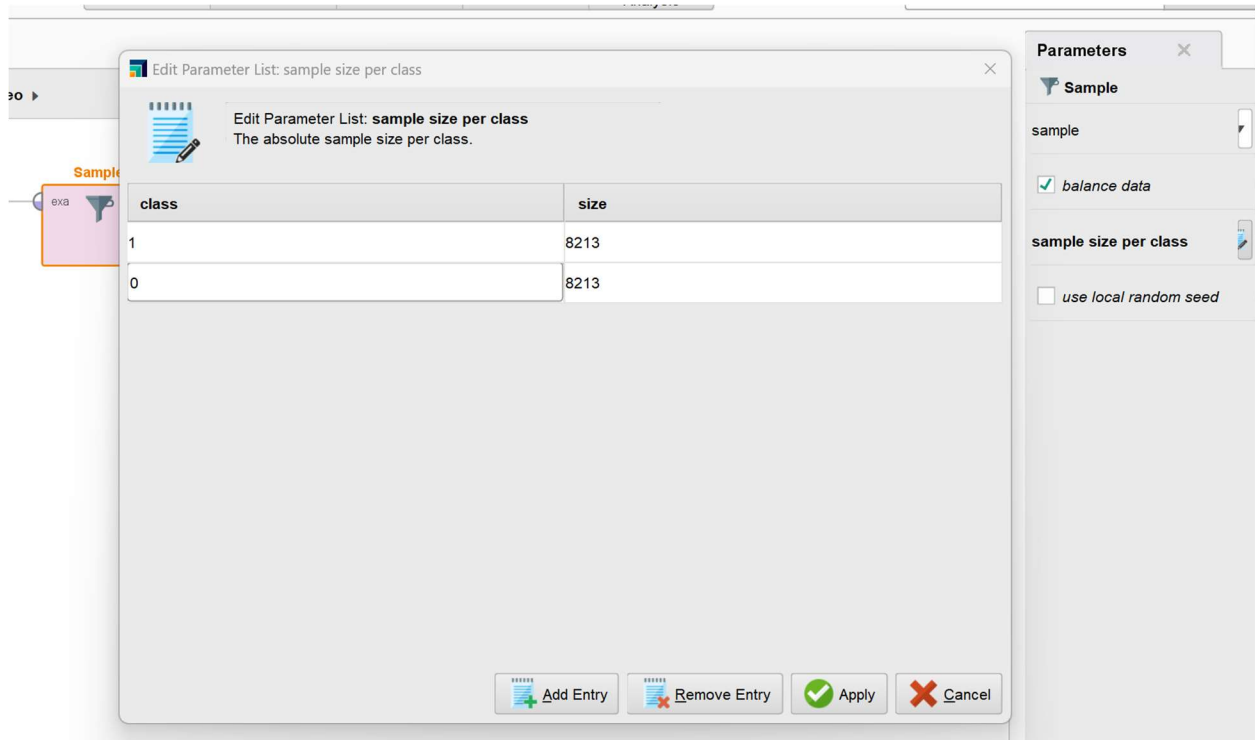 Edit Parameter List: sample size per class
Edit Parameter List: sample size per class
The absolute sample size per class.
class size
1 8213
0 8213
Add Entry Remove Entry Apply Cancel
Sample
exa
Parameters
Sample
sample
balance data
sample size per class
use local random seed